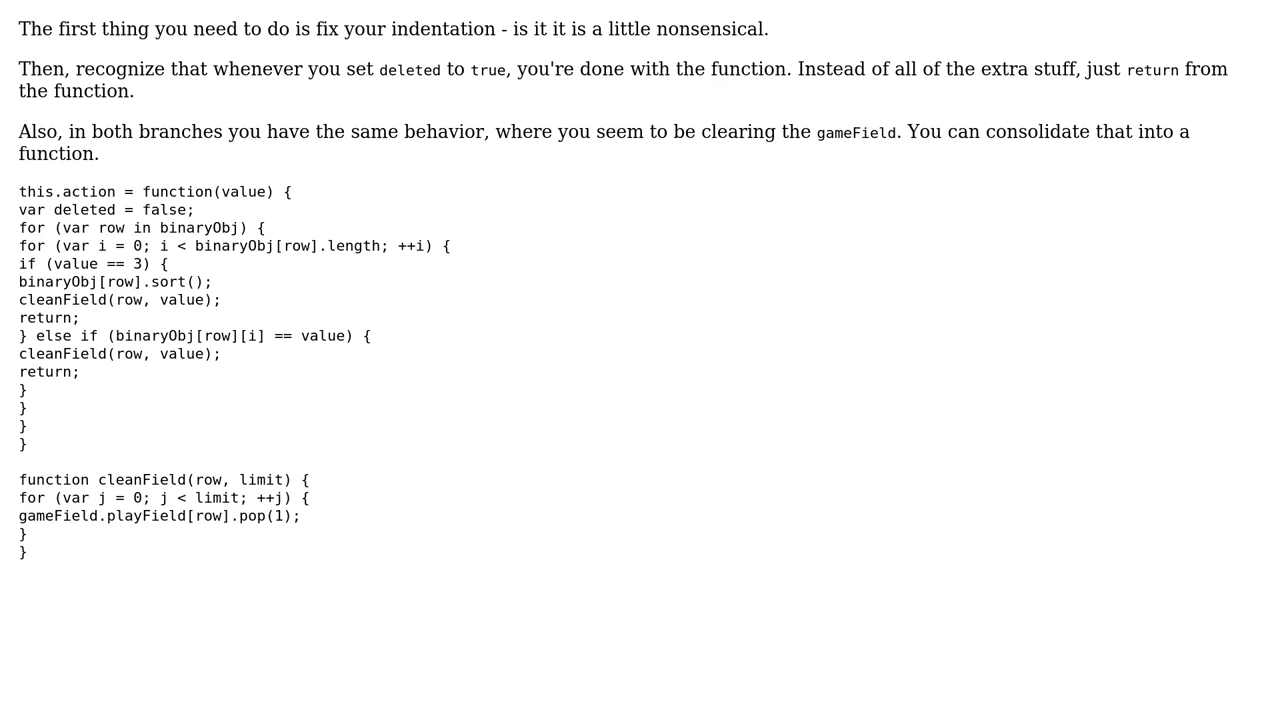 The first thing you need to do is fix your indentation - is it it is a little nonsensical.
Then, recognize that whenever you set deleted to true, you're done with the function. Instead of all of the extra stuff, just return from
the function.
Also, in both branches you have the same behavior, where you seem to be clearing the gameField. You can consolidate that into a
function.
this.action = function(value) {
var deleted = false;
for (var row in binaryObj) {
for (var i = 0; i < binaryObj[row].length; ++i) {
if (value == 3) {
binaryObj[row].sort();
cleanField(row, value);
return;
} else if (binaryObj[row][i] == value) {
cleanField(row, value);
return;
}
}
}
}
function cleanField(row, limit) {
for (var j = 0; j < limit; ++j) {
gameField.playField[row].pop(1);
}
}